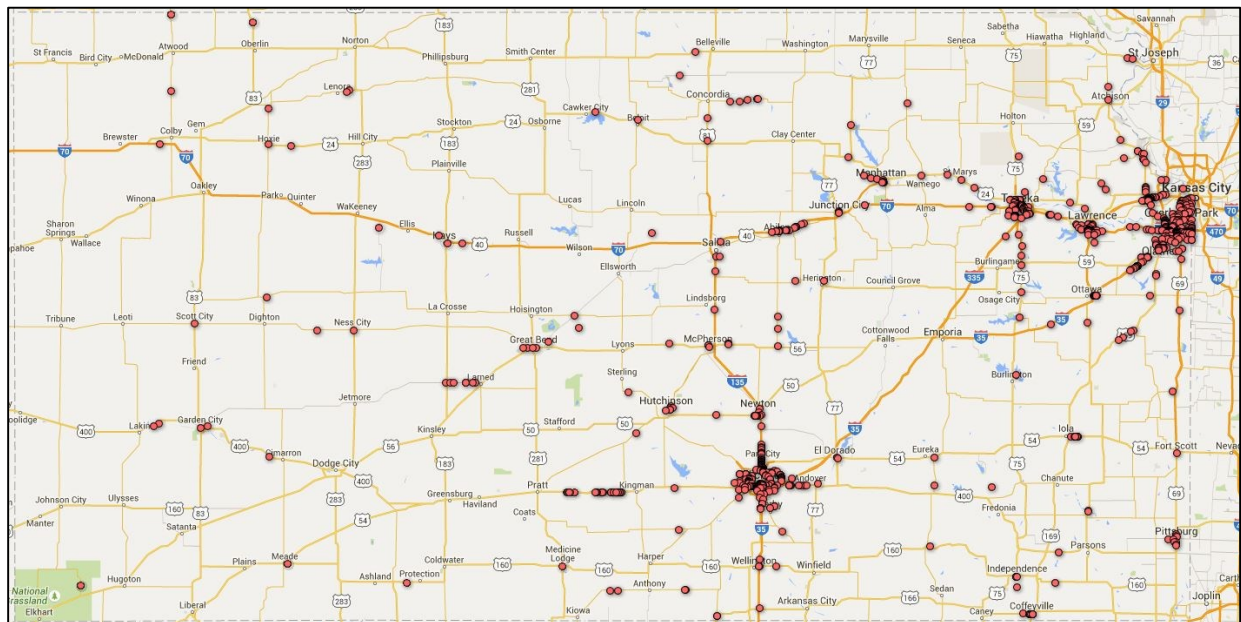 Savannah
St Francis
Bird City
McDonald
Atwood
Oberlin
Norton
Phillipsburg
Smith Center
Belleville
Washington
Marysville
Seneca
Sabetha
Hiawatha
Highland
St Joseph
Atchison
Lenora
Cawker City
Beloit
Concordia
Brewster
Colby
Gem
Hoxie
Hill City
Stockton
Osborne
Plainville
Clay Center
Holton
Winona
Oakley
Park
Quinter
WaKeeney
Lucas
Lincoln
Manhattan
Wamego
St Marys
Kansas City
Sharon
Springs
Wallace
Ellis
Hays
Russell
Wilson
Ellsworth
Salina
Abilene
Junction City
Alma
Topeka
Lawrence
Overland Park
Olathe
Burlingame
Herington
Council Grove
Osage City
Ottawa
Tribune
Leoti
Scott City
Dighton
Ness City
La Crosse
Hoisington
Great Bend
Lyons
Lindsborg
McPherson
Cottonwood
Falls
Emporia
Friend
Jetmore
Larned
Sterling
Hutchinson
Newton
Burlington
Coolidge
Lakin
Garden City
Cimarron
Dodge City
Kinsley
Stafford
Park City
El Dorado
Eureka
Iola
Fort Scott
Chanute
Johnson City
Ulysses
Manter
Satanta
Greensburg
Haviland
Pratt
Coats
Kingman
Andover
Fredonia
Pittsburg
Parsons
Plains
Meade
Coldwater
Medicine
Lodge
Harper
Wellington
Winfield
Independence
National
Grassland
Elkhart
Hugoton
Liberal
Ashland
Protection
Anthony
Kiowa
Arkansas City
Sedan
Caney
Coffeyville
Joplin